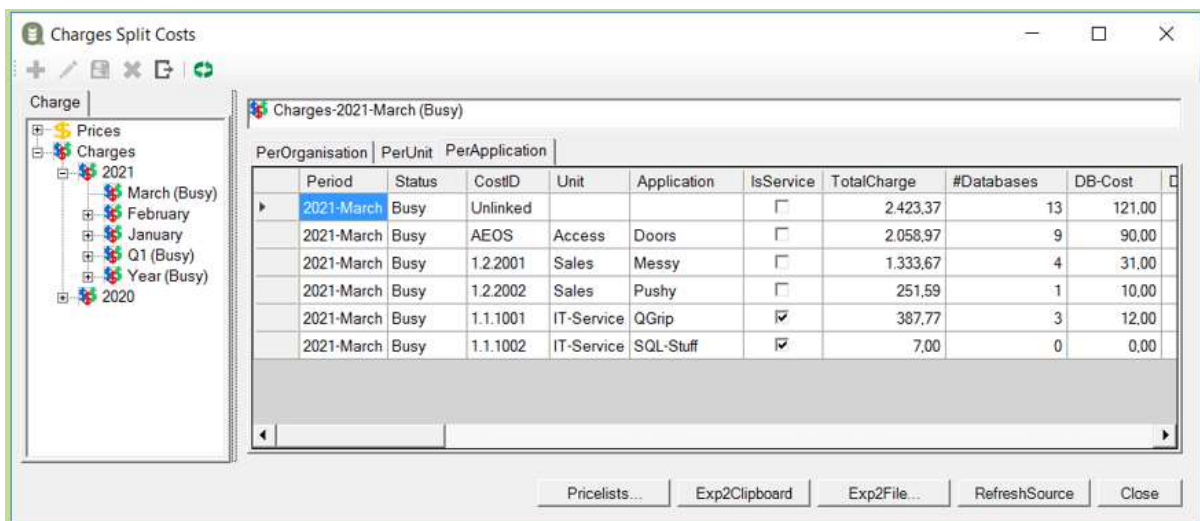 Charges Split Costs
Charge
Prices
Charges
2021
March (Busy)
February
January
Q1 (Busy)
Year (Busy)
2020
Charges-2021-March (Busy)
PerOrganisation PerUnit PerApplication
Period Status CostID Unit Application IsService TotalCharge #Databases DB-Cost D
2021-March Busy Unlinked 2.423,37 13 121,00
2021-March Busy AEOS Access Doors 2.058,97 9 90,00
2021-March Busy 1.2.2001 Sales Messy 1.333,67 4 31,00
2021-March Busy 1.2.2002 Sales Pushy 251,59 1 10,00
2021-March Busy 1.1.1001 IT-Service QGrip 387,77 3 12,00
2021-March Busy 1.1.1002 IT-Service SQL-Stuff 7,00 0 0,00
Pricelists... Exp2Clipboard Exp2File... RefreshSource Close